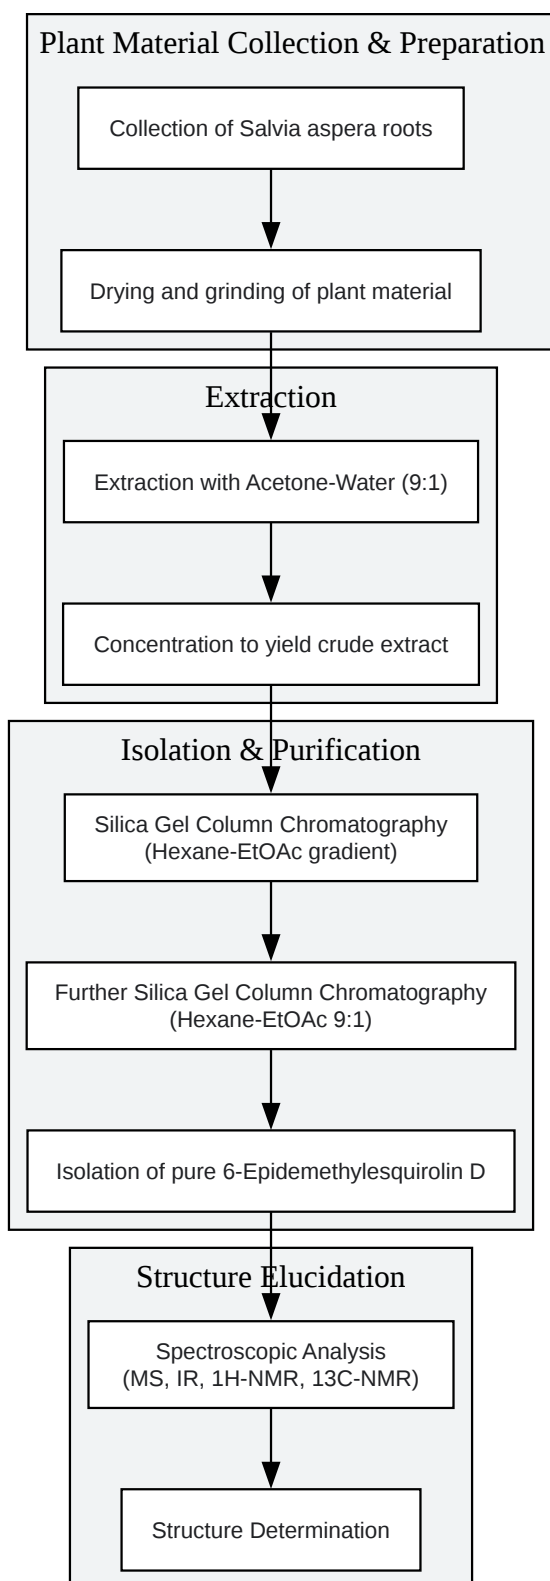 Plant Material Collection & Preparation
Collection of Salvia aspera roots
Drying and grinding of plant material
Extraction
Extraction with Acetone-Water (9:1)
Concentration to yield crude extract
Isolation & Purification
Silica Gel Column Chromatography
(Hexane-EtOAc gradient)
Further Silica Gel Column Chromatography
(Hexane-EtOAc 9:1)
Isolation of pure 6-Epidemethylesquirolin D
Structure Elucidation
Spectroscopic Analysis
(MS, IR, 1H-NMR, 13C-NMR)
Structure Determination